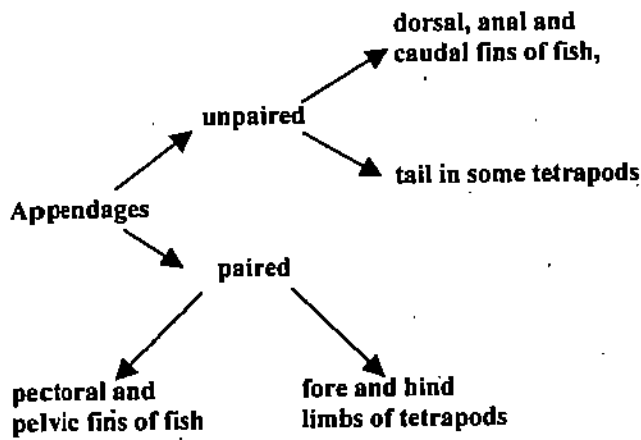 dorsal, anal and
caudal fins of fish,
unpaired
tail in some tetrapods
Appendages
paired
pectoral and
pelvic fins of fish
fore and hind
limbs of tetrapods